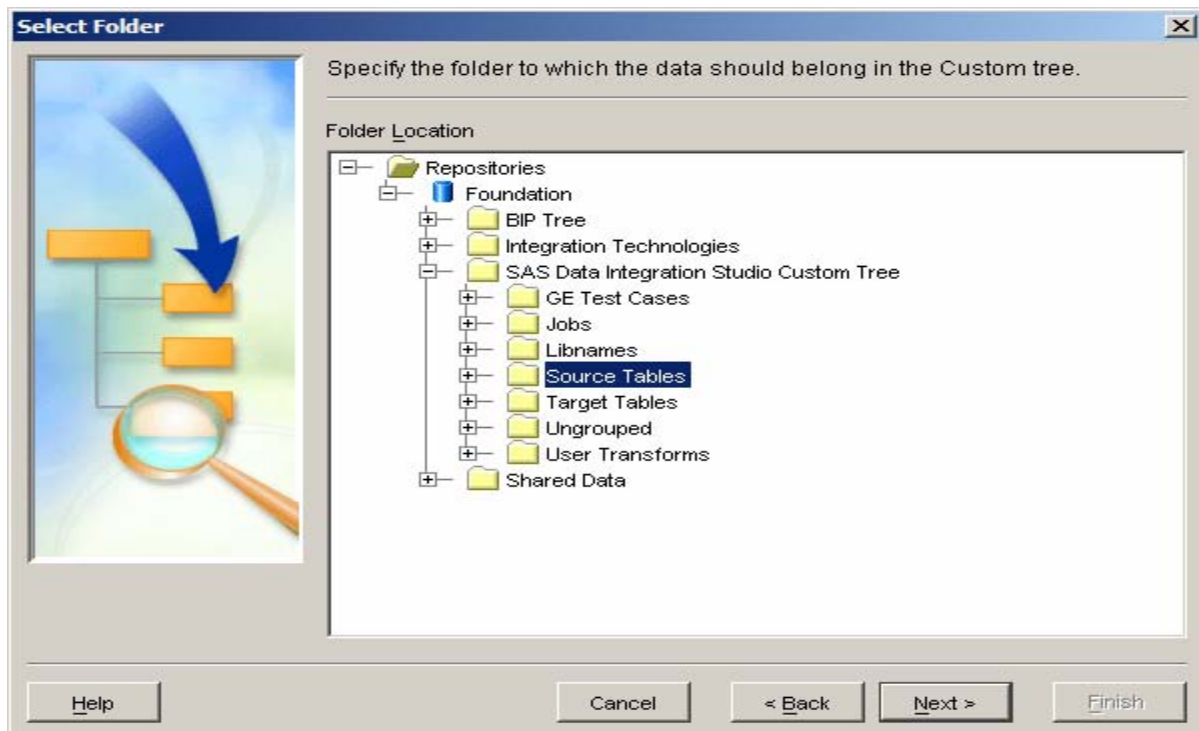 Select Folder
Specify the folder to which the data should belong in the Custom tree.
Folder Location
Repositories
Foundation
BIP Tree
Integration Technologies
SAS Data Integration Studio Custom Tree
GE Test Cases
Jobs
Libnames
Source Tables
Target Tables
Ungrouped
User Transforms
Shared Data
Help
Cancel
< Back
Next >
Finish